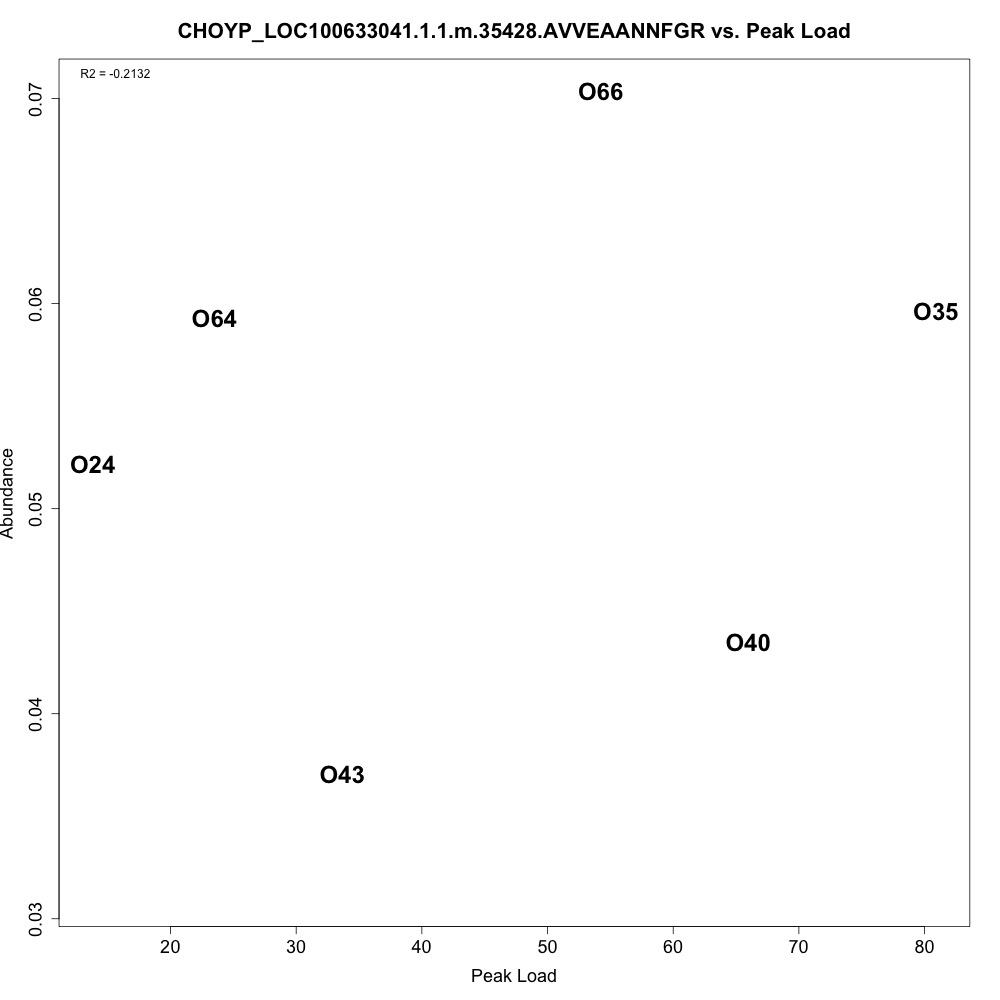 CHOYP_LOC100633041.1.1.m.35428.AVVEAANNFGR vs. Peak Load
R2 = -0.2132
0.07
O66
0.06
O64
O35
O24
Abundance
0.05
O40
0.04
O43
0.03
20 30 40 50 60 70 80
Peak Load